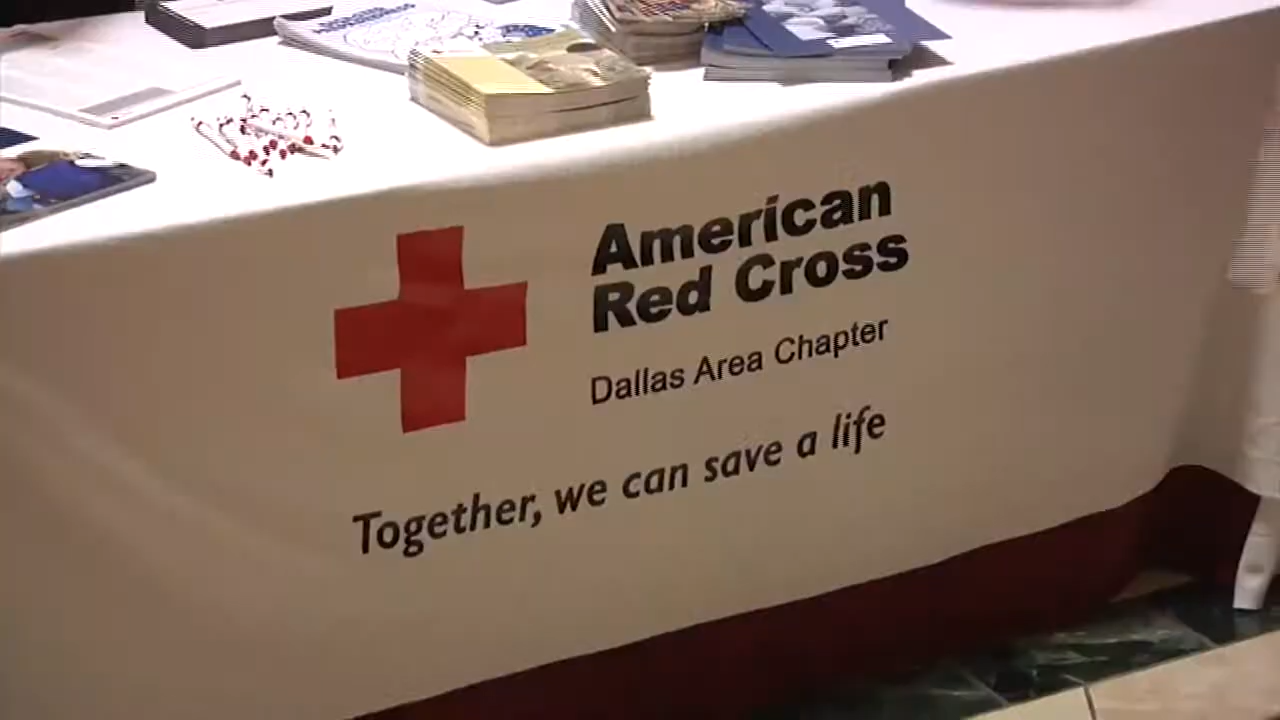 American
Red Cross
Dallas Area Chapter
Together, we can save a life